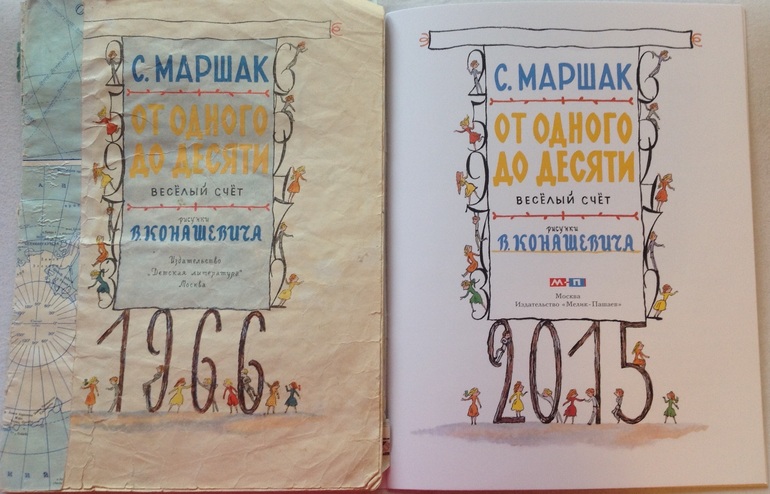 С. МАРШАК
ОТ ОДНОГО
ДО ДЕСЯТИ
ВЕСЁЛЫЙ СЧЁТ
рисунки
В. КОНАШЕВИЧА
Издательство
„Детская литература"
Москва
1966
С. МАРШАК
ОТ ОДНОГО
ДО ДЕСЯТИ
ВЕСЁЛЫЙ СЧЁТ
рисунки
В. КОНАШЕВИЧА
М·П
Москва
Издательство «Мелик-Пашаев»
2015